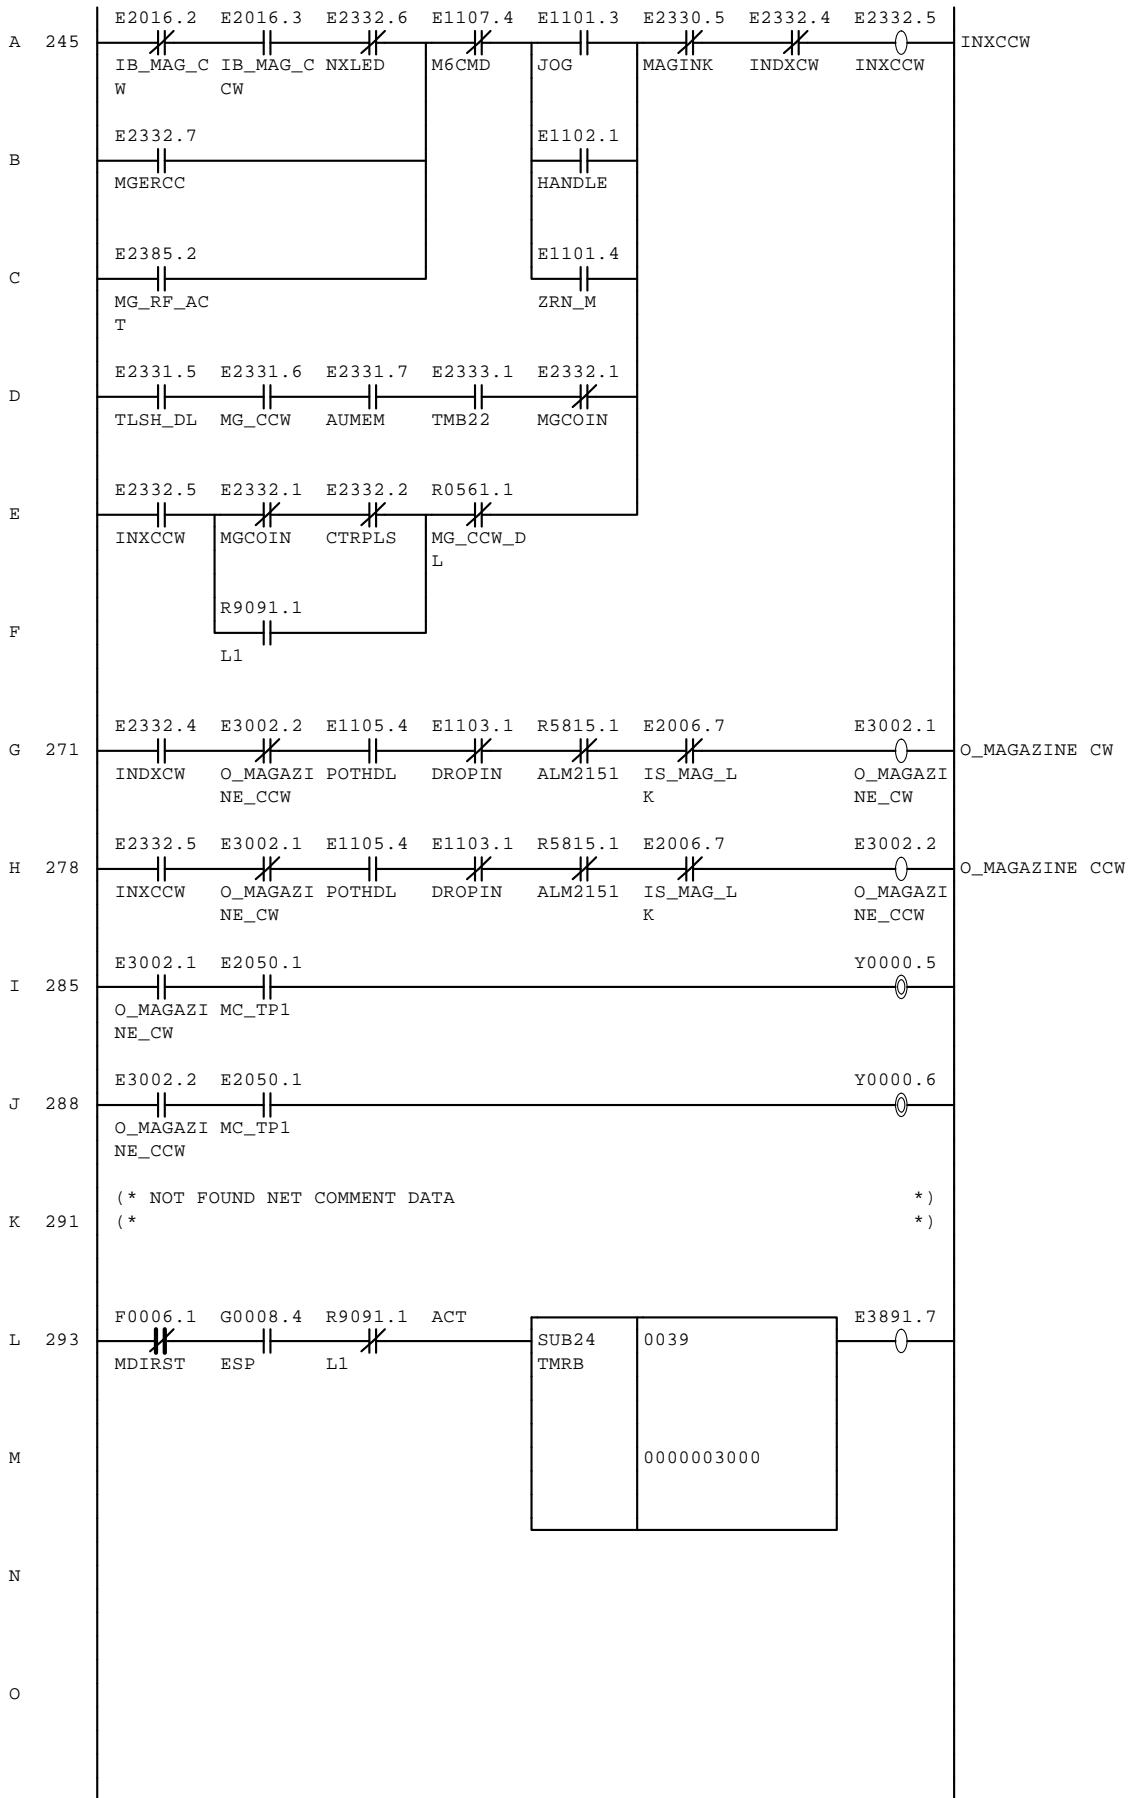 E2016.2 E2016.3 E2332.6 E1107.4 E1101.3 E2330.5 E2332.4 E2332.5
A 245 INXCCW
IB_MAG_C IB_MAG_C NXLED M6CMD JOG MAGINK INDXCW INXCCW
W CCW
E2332.7 E1102.1
B
MGERCC HANDLE
E2385.2 E1101.4
C
MG_RF_AC ZRN_M
T
E2331.5 E2331.6 E2331.7 E2333.1 E2332.1
D
TLSH_DL MG_CCW AUMEM TMB22 MGCOIN
E2332.5 E2332.1 E2332.2 R0561.1
E
INXCCW MGCOIN CTRPLS MG_CCW_D
L
R9091.1
F
L1
E2332.4 E3002.2 E1105.4 E1103.1 R5815.1 E2006.7 E3002.1
G 271 O_MAGAZINE CW
INDXCW O_MAGAZI POTHDL DROPIN ALM2151 IS_MAG_L O_MAGAZI
NE_CCW K NE_CW
E2332.5 E3002.1 E1105.4 E1103.1 R5815.1 E2006.7 E3002.2
H 278 O_MAGAZINE CCW
INXCCW O_MAGAZI POTHDL DROPIN ALM2151 IS_MAG_L O_MAGAZI
NE_CW K NE_CCW
E3002.1 E2050.1 Y0000.5
I 285
O_MAGAZI MC_TP1
NE_CW
E3002.2 E2050.1 Y0000.6
J 288
O_MAGAZI MC_TP1
NE_CCW
(* NOT FOUND NET COMMENT DATA *)
K 291 (* *)
F0006.1 G0008.4 R9091.1 ACT E3891.7
L 293 SUB24 0039
MDIRST ESP L1 TMRB
M 0000003000
N
O